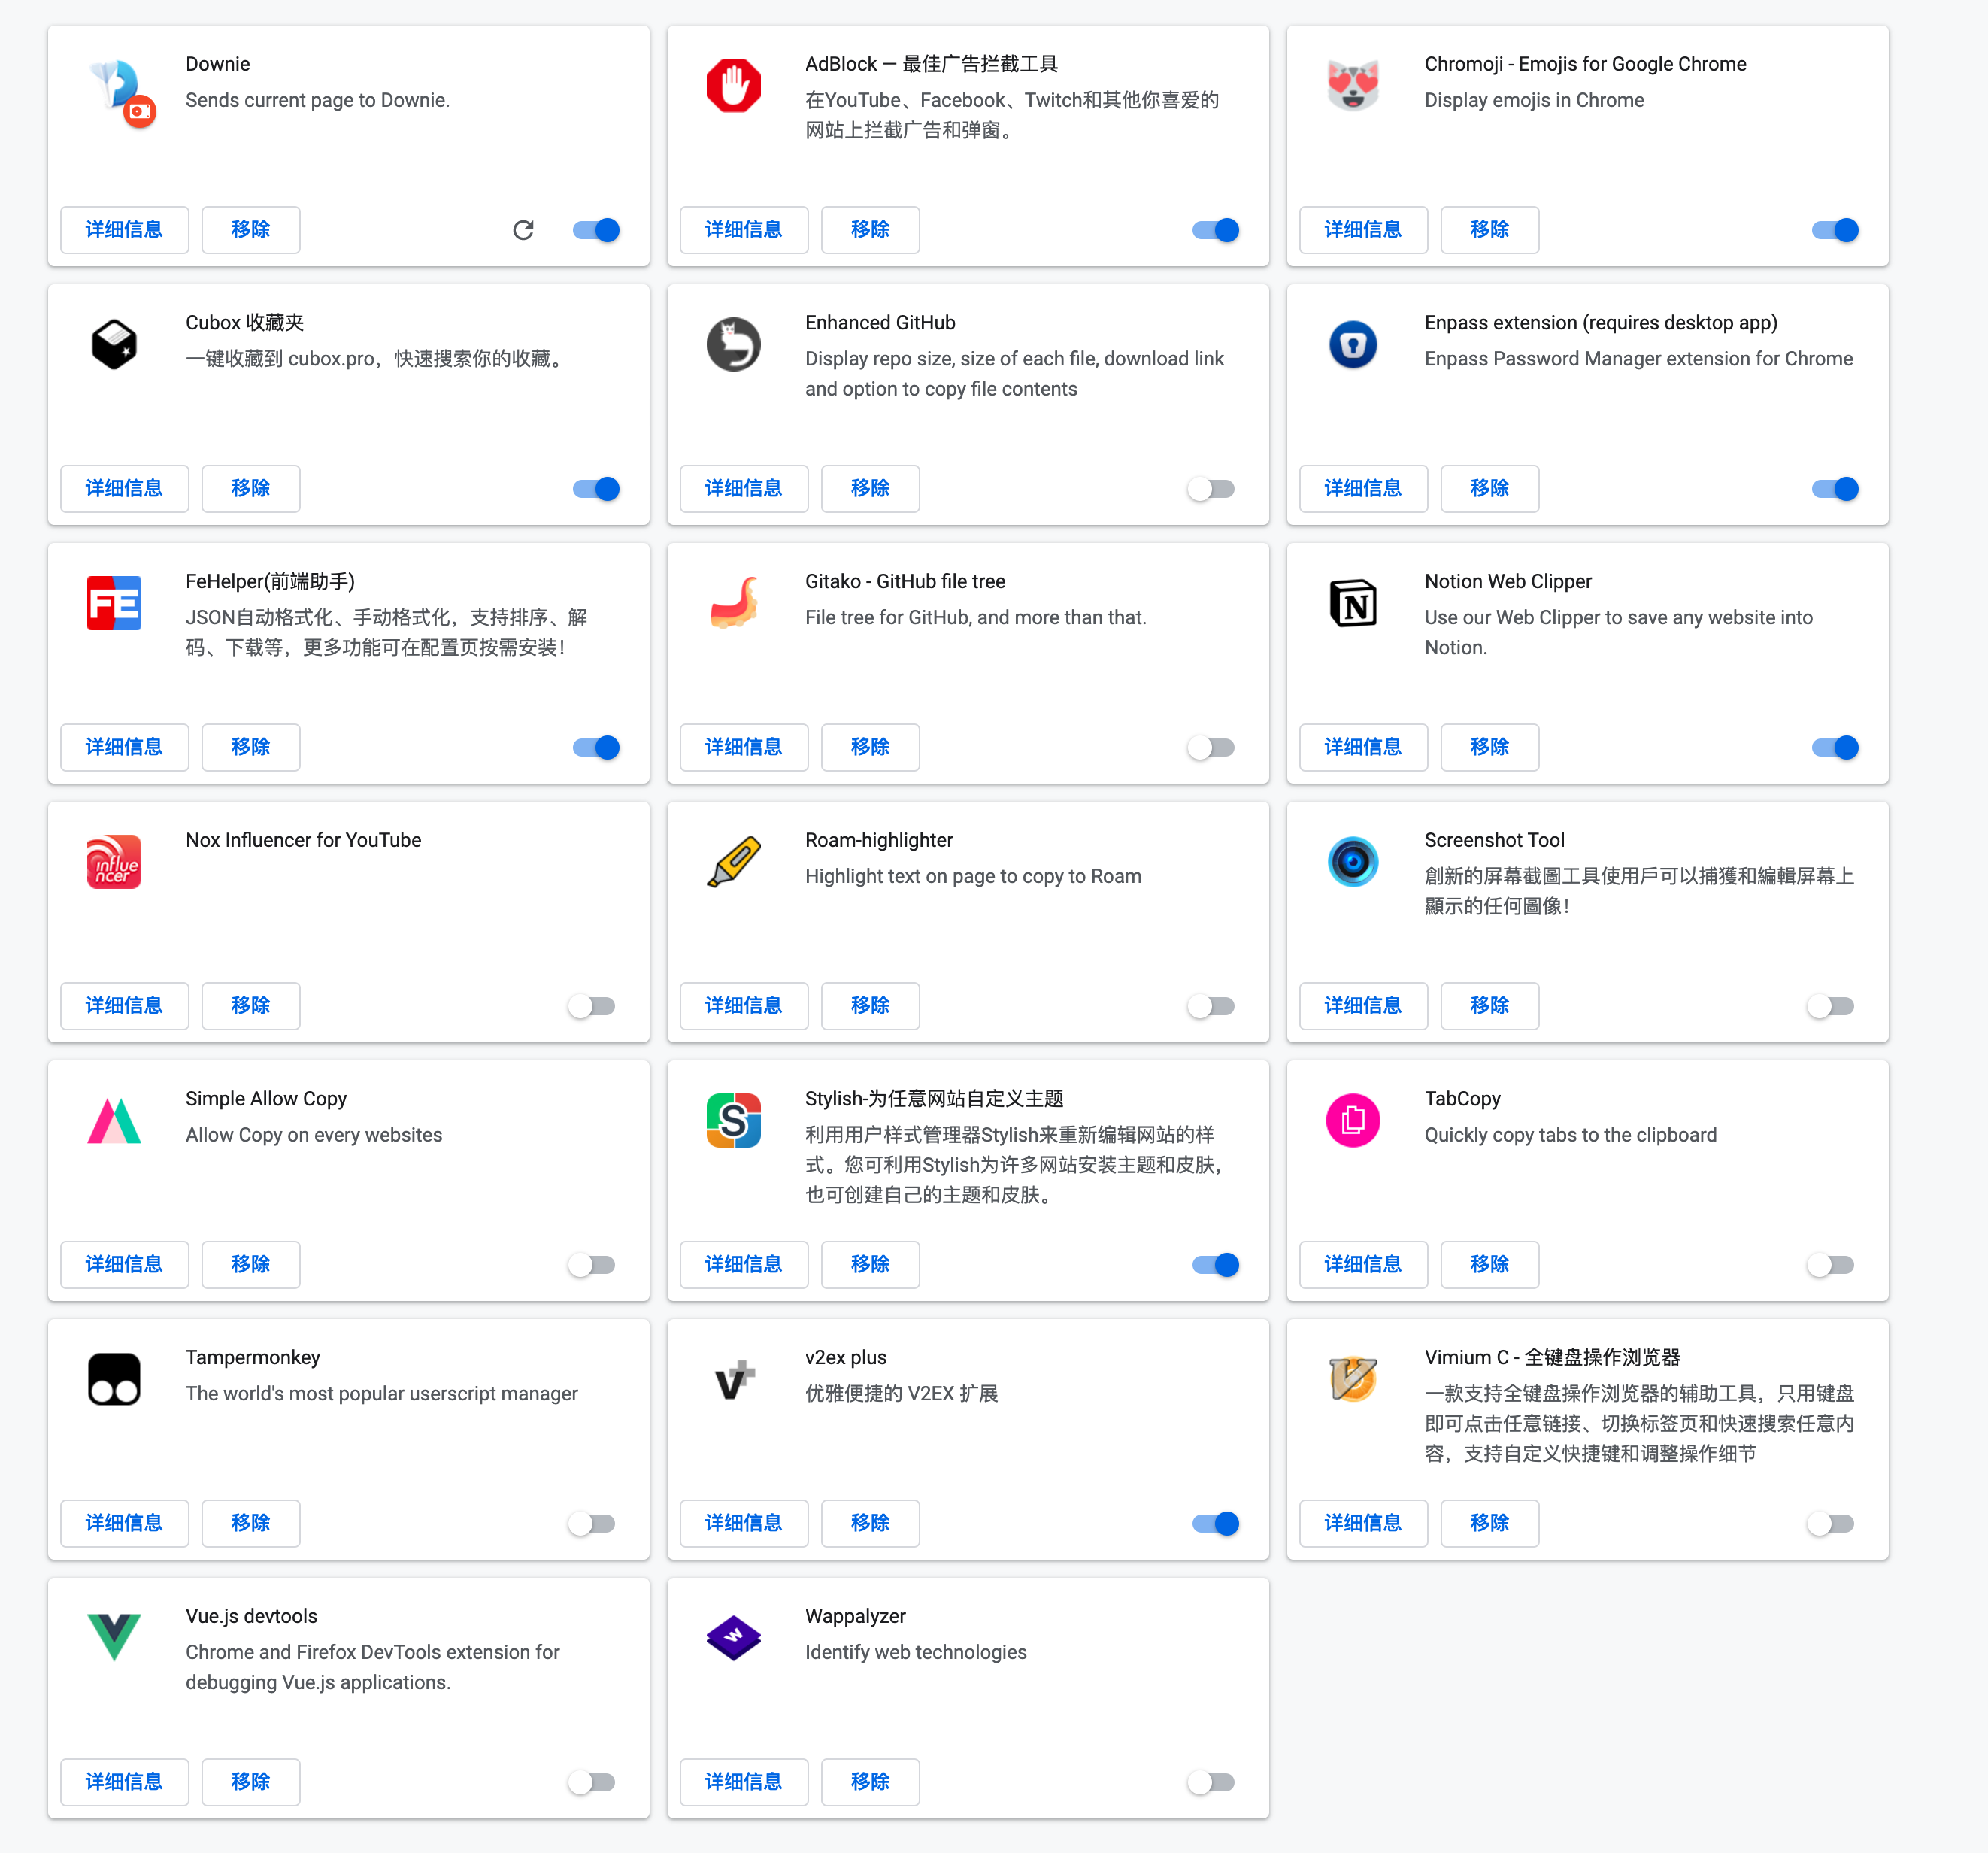 Downie
Sends current page to Downie.
详细信息
移除
AdBlock — 最佳广告拦截工具
在YouTube、Facebook、Twitch和其他你喜爱的
网站上拦截广告和弹窗。
详细信息
移除
Chromoji - Emojis for Google Chrome
Display emojis in Chrome
详细信息
移除
Cubox 收藏夹
一键收藏到 cubox.pro，快速搜索你的收藏。
详细信息
移除
Enhanced GitHub
Display repo size, size of each file, download link
and option to copy file contents
详细信息
移除
Enpass extension (requires desktop app)
Enpass Password Manager extension for Chrome
详细信息
移除
FE
FeHelper(前端助手)
JSON自动格式化、手动格式化，支持排序、解
码、下载等，更多功能可在配置页按需安装！
详细信息
移除
Gitako - GitHub file tree
File tree for GitHub, and more than that.
详细信息
移除
N
Notion Web Clipper
Use our Web Clipper to save any website into
Notion.
详细信息
移除
influe
ncer
Nox Influencer for YouTube
详细信息
移除
Roam-highlighter
Highlight text on page to copy to Roam
详细信息
移除
Screenshot Tool
創新的屏幕截圖工具使用戶可以捕獲和編輯屏幕上
顯示的任何圖像！
详细信息
移除
Simple Allow Copy
Allow Copy on every websites
详细信息
移除
S
Stylish-为任意网站自定义主题
利用用户样式管理器Stylish来重新编辑网站的样
式。您可利用Stylish为许多网站安装主题和皮肤，
也可创建自己的主题和皮肤。
详细信息
移除
TabCopy
Quickly copy tabs to the clipboard
详细信息
移除
Tampermonkey
The world's most popular userscript manager
详细信息
移除
v2ex plus
优雅便捷的 V2EX 扩展
详细信息
移除
Vimium C - 全键盘操作浏览器
一款支持全键盘操作浏览器的辅助工具，只用键盘
即可点击任意链接、切换标签页和快速搜索任意内
容，支持自定义快捷键和调整操作细节
详细信息
移除
Vue.js devtools
Chrome and Firefox DevTools extension for
debugging Vue.js applications.
详细信息
移除
W
Wappalyzer
Identify web technologies
详细信息
移除